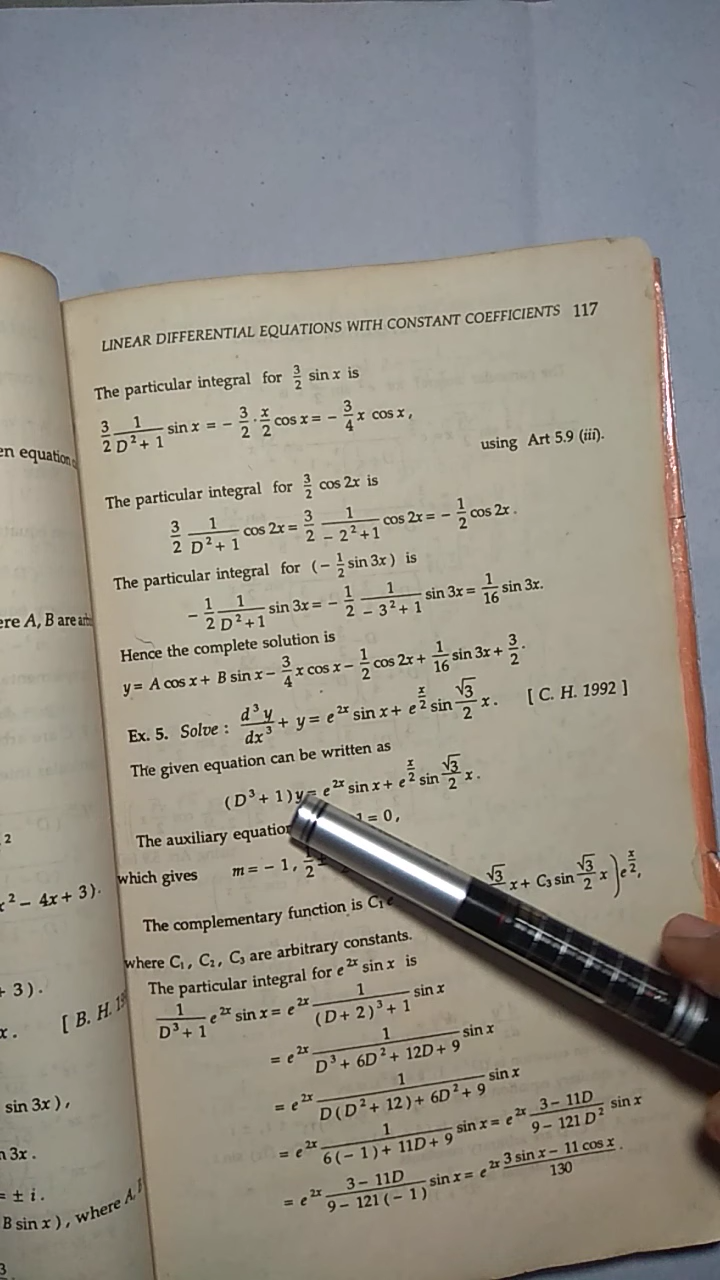 LINEAR DIFFERENTIAL EQUATIONS WITH CONSTANT COEFFICIENTS 117
The particular integral for 3/2 sin x is
3/2 1/(D² + 1) sin x = − 3/2 · x/2 cos x = − 3/4 x cos x,
using Art 5.9 (iii).
The particular integral for 3/2 cos 2x is
3/2 1/(D² + 1) cos 2x = 3/2 1/(− 2² + 1) cos 2x = − 1/2 cos 2x.
The particular integral for (− 1/2 sin 3x) is
− 1/2 1/(D² + 1) sin 3x = − 1/2 1/(− 3² + 1) sin 3x = 1/16 sin 3x.
Hence the complete solution is
y = A cos x + B sin x − 3/4 x cos x − 1/2 cos 2x + 1/16 sin 3x + 3/2.
Ex. 5. Solve : d³y/dx³ + y = e^{2x} sin x + e^{x/2} sin √3/2 x. [ C. H. 1992 ]
The given equation can be written as
(D³ + 1) y = e^{2x} sin x + e^{x/2} sin √3/2 x.
The auxiliary = 0,
which gives m = − 1,
The complementary function is C₁ √3/2 x + C₃ sin √3/2 x ) e^{x/2},
where C₁, C₂, C₃ are arbitrary constants.
The particular integral for e^{2x} sin x is
1/(D³ + 1) e^{2x} sin x = e^{2x} 1/((D + 2)³ + 1) sin x
= e^{2x} 1/(D³ + 6D² + 12D + 9) sin x
= e^{2x} 1/(D (D² + 12) + 6D² + 9) sin x
= e^{2x} 1/(6 (− 1) + 11D + 9) sin x = e^{2x} (3 − 11D)/(9 − 121 D²) sin x
= e^{2x} (3 − 11D)/(9 − 121 (− 1)) sin x = e^{2x} (3 sin x − 11 cos x)/130.
equation
A, B are
2
² − 4x + 3).
+ 3).
x. [ B. H.
sin 3x),
3x.
= ± i.
B sin x), where A,
3